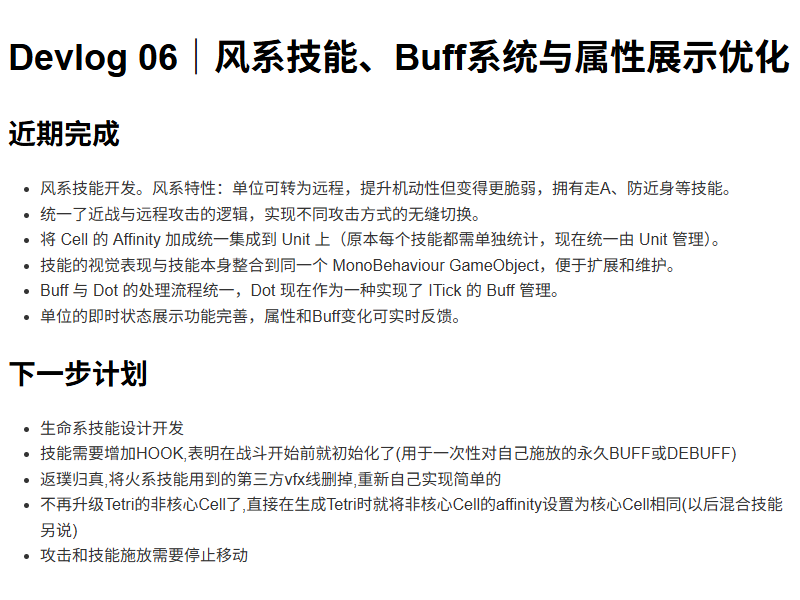 Devlog 06｜风系技能、Buff系统与属性展示优化
近期完成
风系技能开发。风系特性：单位可转为远程，提升机动性但变得更脆弱，拥有走A、防近身等技能。
统一了近战与远程攻击的逻辑，实现不同攻击方式的无缝切换。
将 Cell 的 Affinity 加成统一集成到 Unit 上（原本每个技能都需单独统计，现在统一由 Unit 管理）。
技能的视觉表现与技能本身整合到同一个 MonoBehaviour GameObject，便于扩展和维护。
Buff 与 Dot 的处理流程统一，Dot 现在作为一种实现了 ITick 的 Buff 管理。
单位的即时状态展示功能完善，属性和Buff变化可实时反馈。
下一步计划
生命系技能设计开发
技能需要增加HOOK,表明在战斗开始前就初始化了(用于一次性对自己施放的永久BUFF或DEBUFF)
返璞归真,将火系技能用到的第三方vfx线删掉,重新自己实现简单的
不再升级Tetri的非核心Cell了,直接在生成Tetri时就将非核心Cell的affinity设置为核心Cell相同(以后混合技能
另说)
攻击和技能施放需要停止移动